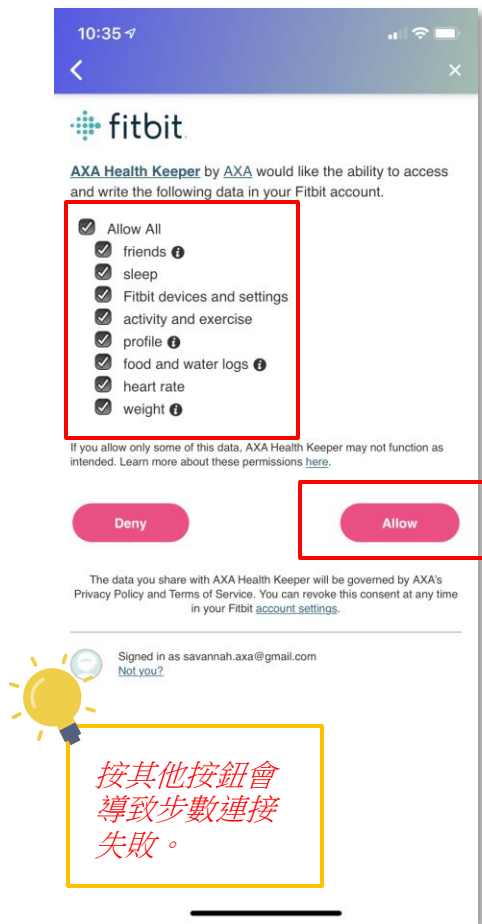 10:35
fitbit
AXA Health Keeper by AXA would like the ability to access
and write the following data in your Fitbit account.
Allow All
friends
sleep
Fitbit devices and settings
activity and exercise
profile
food and water logs
heart rate
weight
If you allow only some of this data, AXA Health Keeper may not function as
intended. Learn more about these permissions here.
Deny
Allow
The data you share with AXA Health Keeper will be governed by AXA's
Privacy Policy and Terms of Service. You can revoke this consent at any time
in your Fitbit account settings.
Signed in as savannah.axa@gmail.com
Not you?
按其他按鈕會
導致步數連接
失敗。